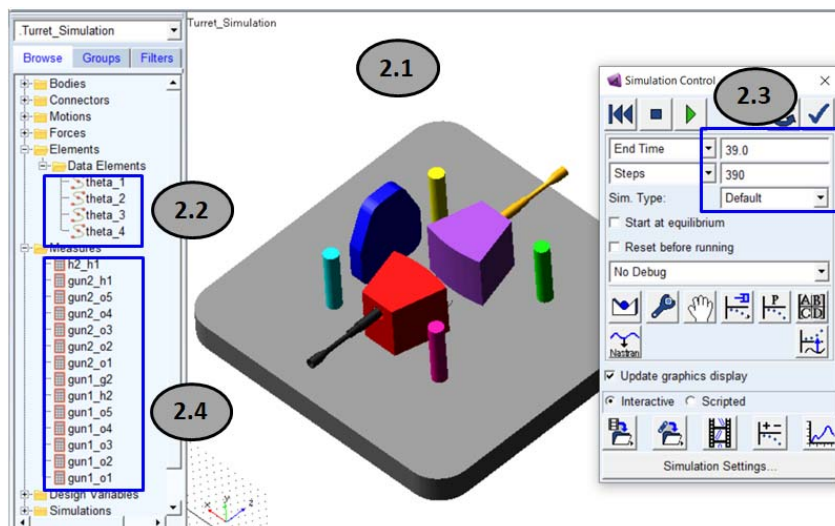 .Turret_Simulation
Browse Groups Filters
Bodies
Connectors
Motions
Forces
Elements
Data Elements
theta_1
theta_2
theta_3
theta_4
Measures
h2_h1
gun2_h1
gun2_o5
gun2_o4
gun2_o3
gun2_o2
gun2_o1
gun1_g2
gun1_h2
gun1_o5
gun1_o4
gun1_o3
gun1_o2
gun1_o1
Design Variables
Simulations
2.2
2.4
Turret_Simulation
2.1
x
y
z
Simulation Control
2.3
End Time 39.0
Steps 390
Sim. Type: Default
Start at equilibrium
Reset before running
No Debug
P
A B
C D
Nastran
Update graphics display
Interactive Scripted
Simulation Settings...